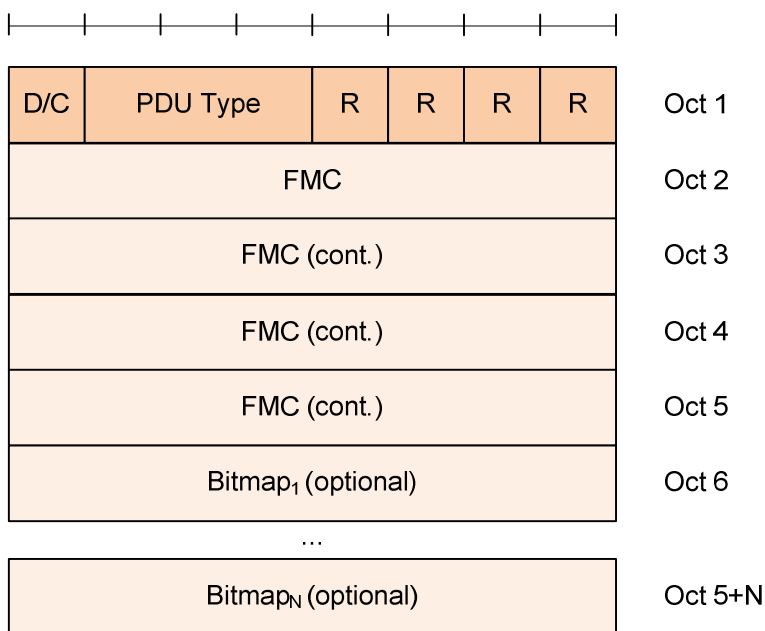 D/C PDU Type R R R R Oct 1
FMC Oct 2
FMC (cont.) Oct 3
FMC (cont.) Oct 4
FMC (cont.) Oct 5
Bitmap₁ (optional) Oct 6
...
Bitmap_N (optional) Oct 5+N